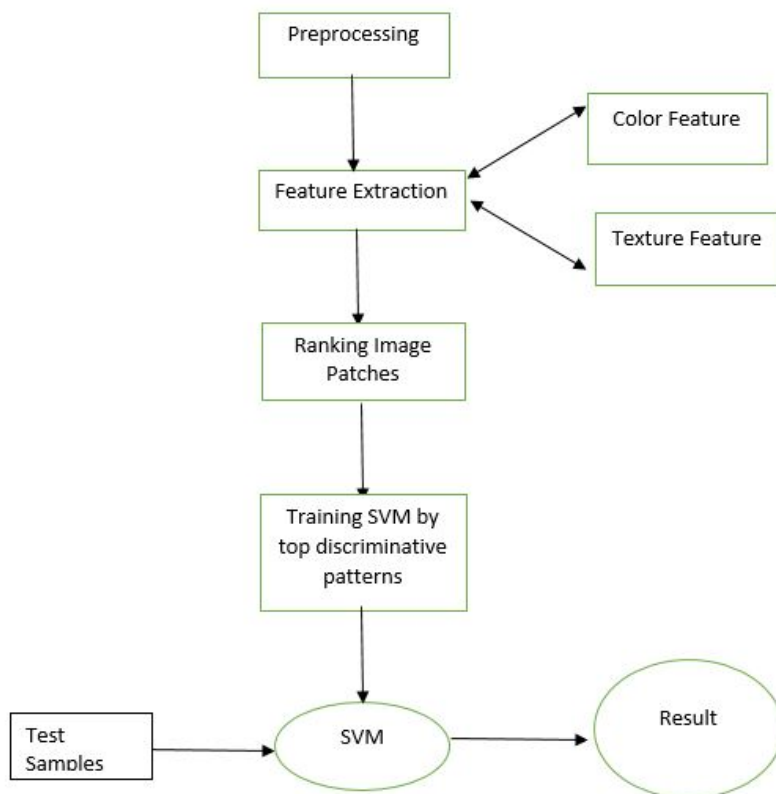 Preprocessing
Color Feature
Feature Extraction
Texture Feature
Ranking Image
Patches
Training SVM by
top discriminative
patterns
Test
Samples
SVM
Result